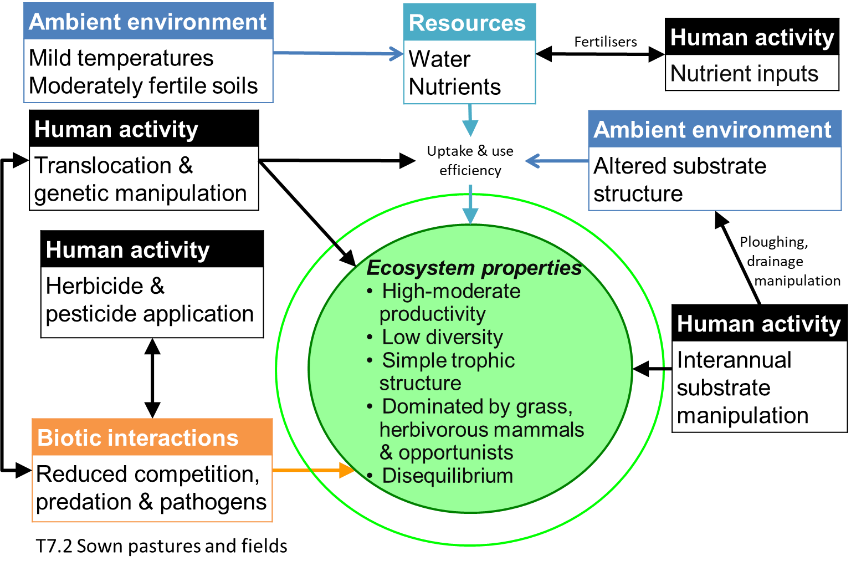 Ambient environment
Mild temperatures
Moderately fertile soils
Resources
Water
Nutrients
Fertilisers
Human activity
Nutrient inputs
Human activity
Translocation &
genetic manipulation
Uptake & use
efficiency
Ambient environment
Altered substrate
structure
Human activity
Herbicide &
pesticide application
Ploughing,
drainage
manipulation
Ecosystem properties
• High-moderate
productivity
• Low diversity
• Simple trophic
structure
• Dominated by grass,
herbivorous mammals
& opportunists
• Disequilibrium
Human activity
Interannual
substrate
manipulation
Biotic interactions
Reduced competition,
predation & pathogens
T7.2 Sown pastures and fields